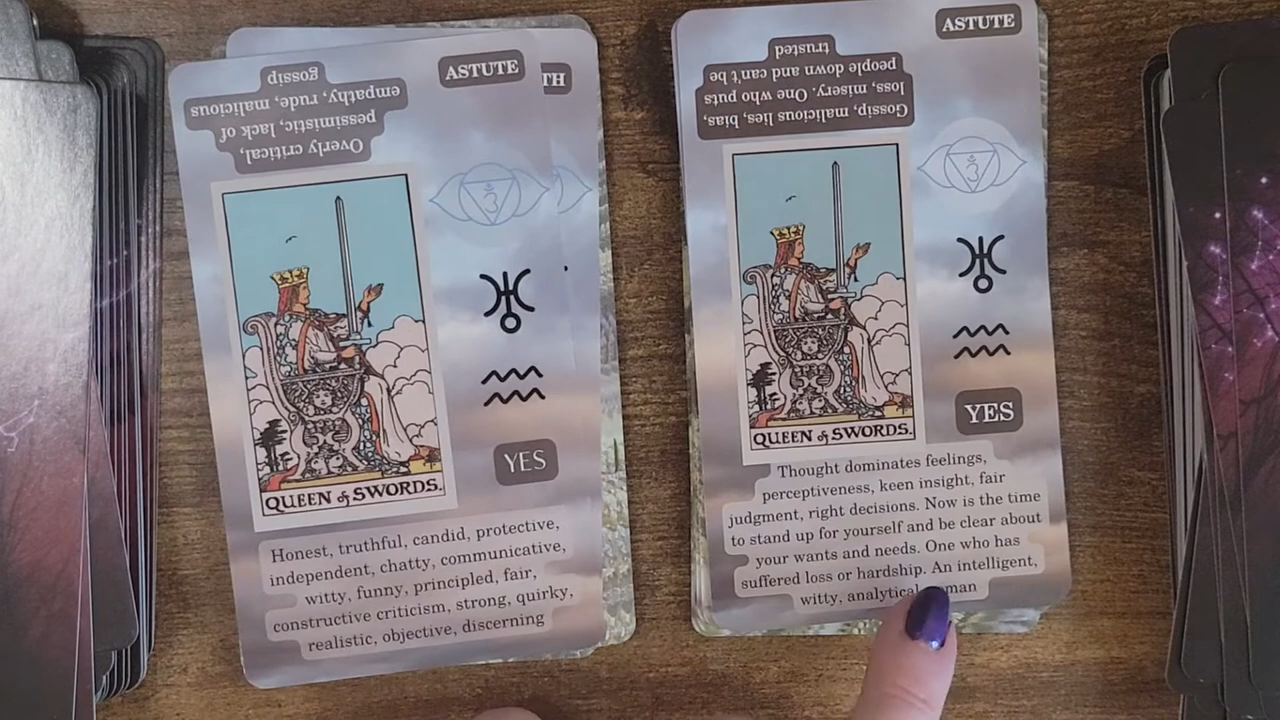 ASTUTE
TH
Overly critical,
pessimistic, lack of
empathy, rude, malicious
gossip
QUEEN of SWORDS.
YES
Honest, truthful, candid, protective,
independent, chatty, communicative,
witty, funny, principled, fair,
constructive criticism, strong, quirky,
realistic, objective, discerning
ASTUTE
Gossip, malicious lies, bias,
loss, misery. One who puts
people down and can't be
trusted
QUEEN of SWORDS.
YES
Thought dominates feelings,
perceptiveness, keen insight, fair
judgment, right decisions. Now is the time
to stand up for yourself and be clear about
your wants and needs. One who has
suffered loss or hardship. An intelligent,
witty, analytical man